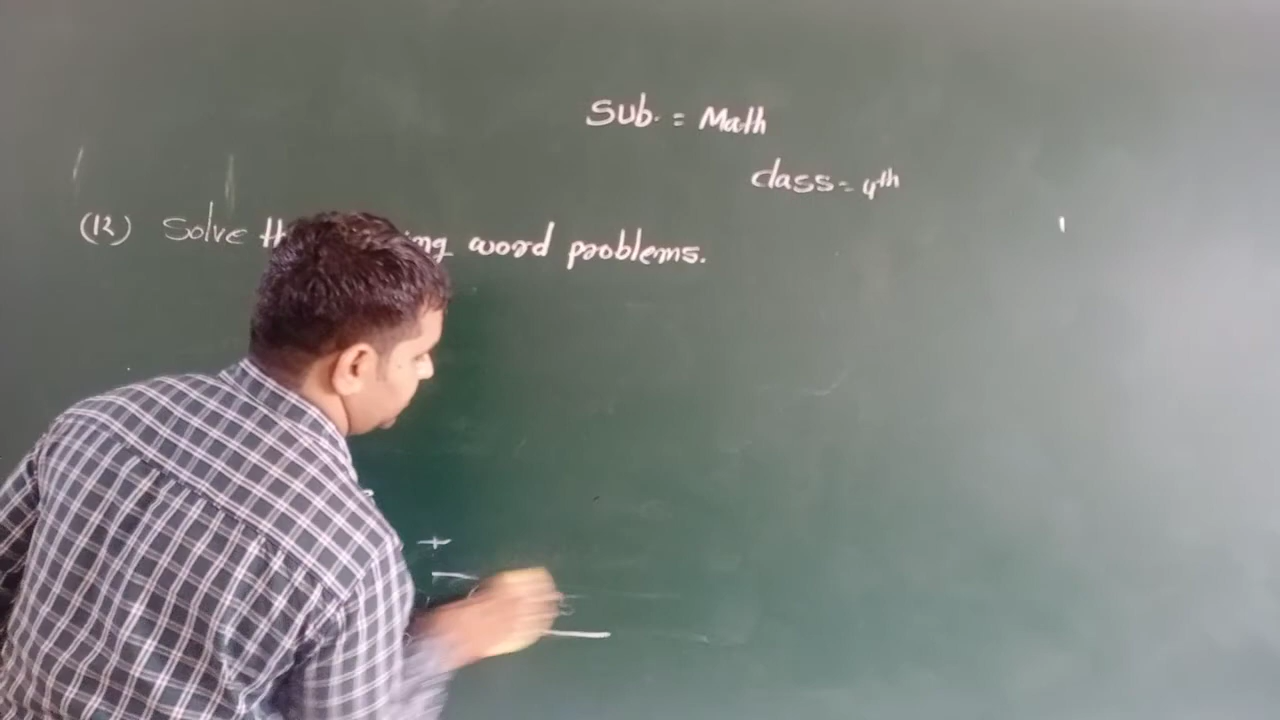 Sub. = Math
Class = 4th
(12) Solve word problems.
+